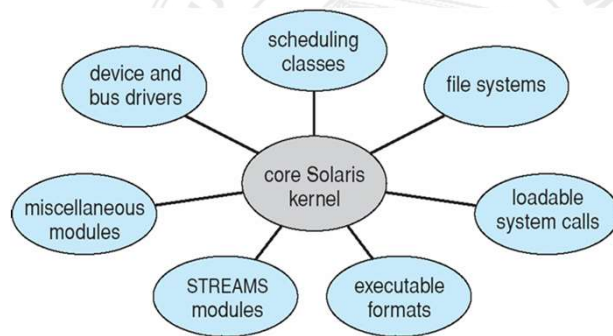 scheduling
classes
device and
bus drivers
file systems
core Solaris
kernel
miscellaneous
modules
loadable
system calls
STREAMS
modules
executable
formats